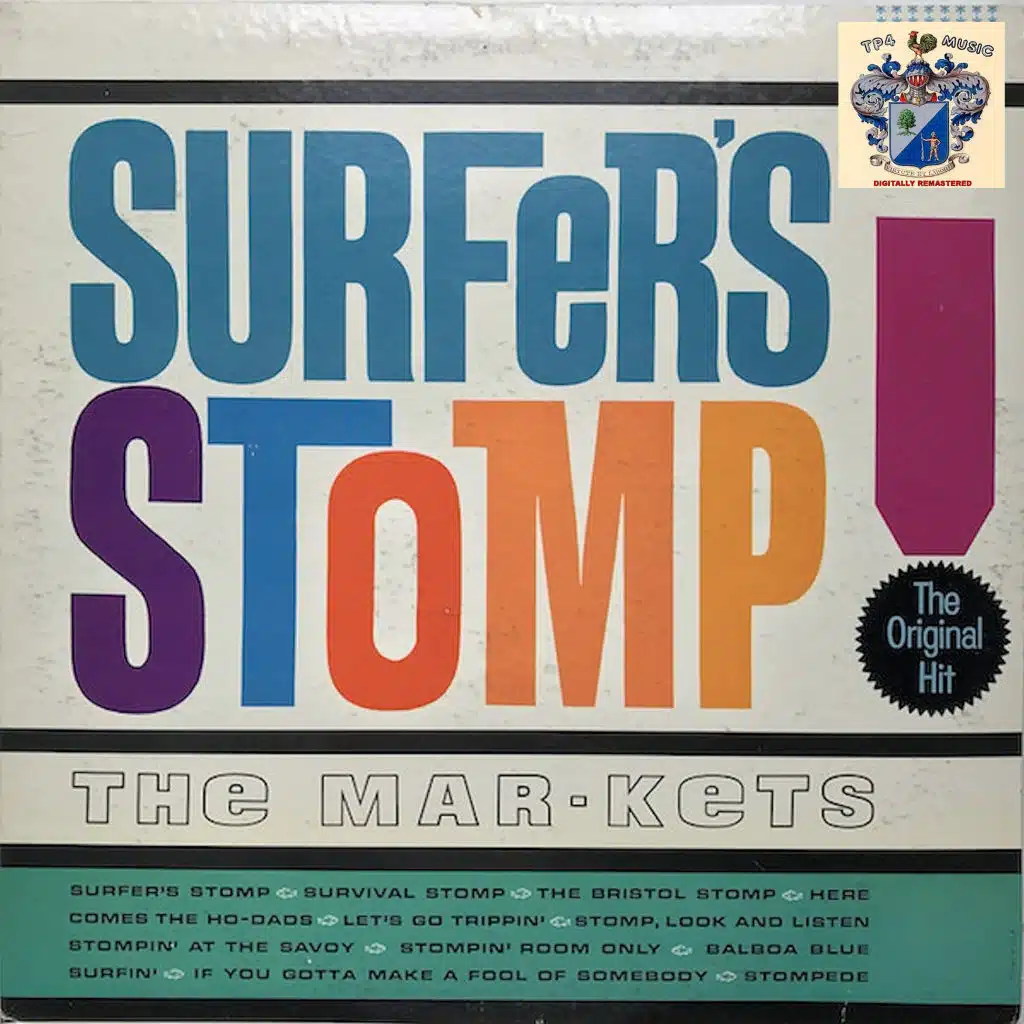 TP4 MUSIC
DIGITALLY REMASTERED
SURFeR'S
STOMP!
The
Original
Hit
THe MAR-KeTS
SURFER'S STOMP SURVIVAL STOMP THE BRISTOL STOMP HERE
COMES THE HO-DADS LET'S GO TRIPPIN' STOMP, LOOK AND LISTEN
STOMPIN' AT THE SAVOY STOMPIN' ROOM ONLY BALBOA BLUE
SURFIN' IF YOU GOTTA MAKE A FOOL OF SOMEBODY STOMPEDE